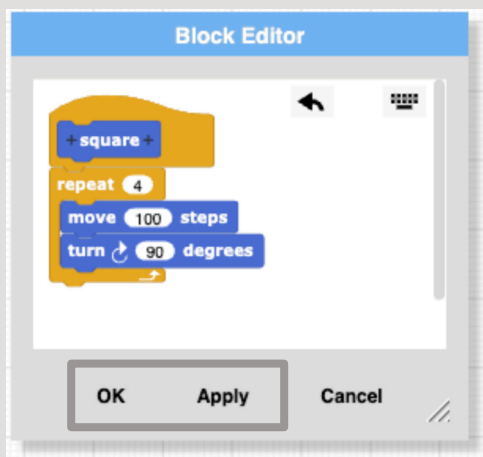 Block Editor
+ square +
repeat 4
move 100 steps
turn 90 degrees
OK Apply Cancel